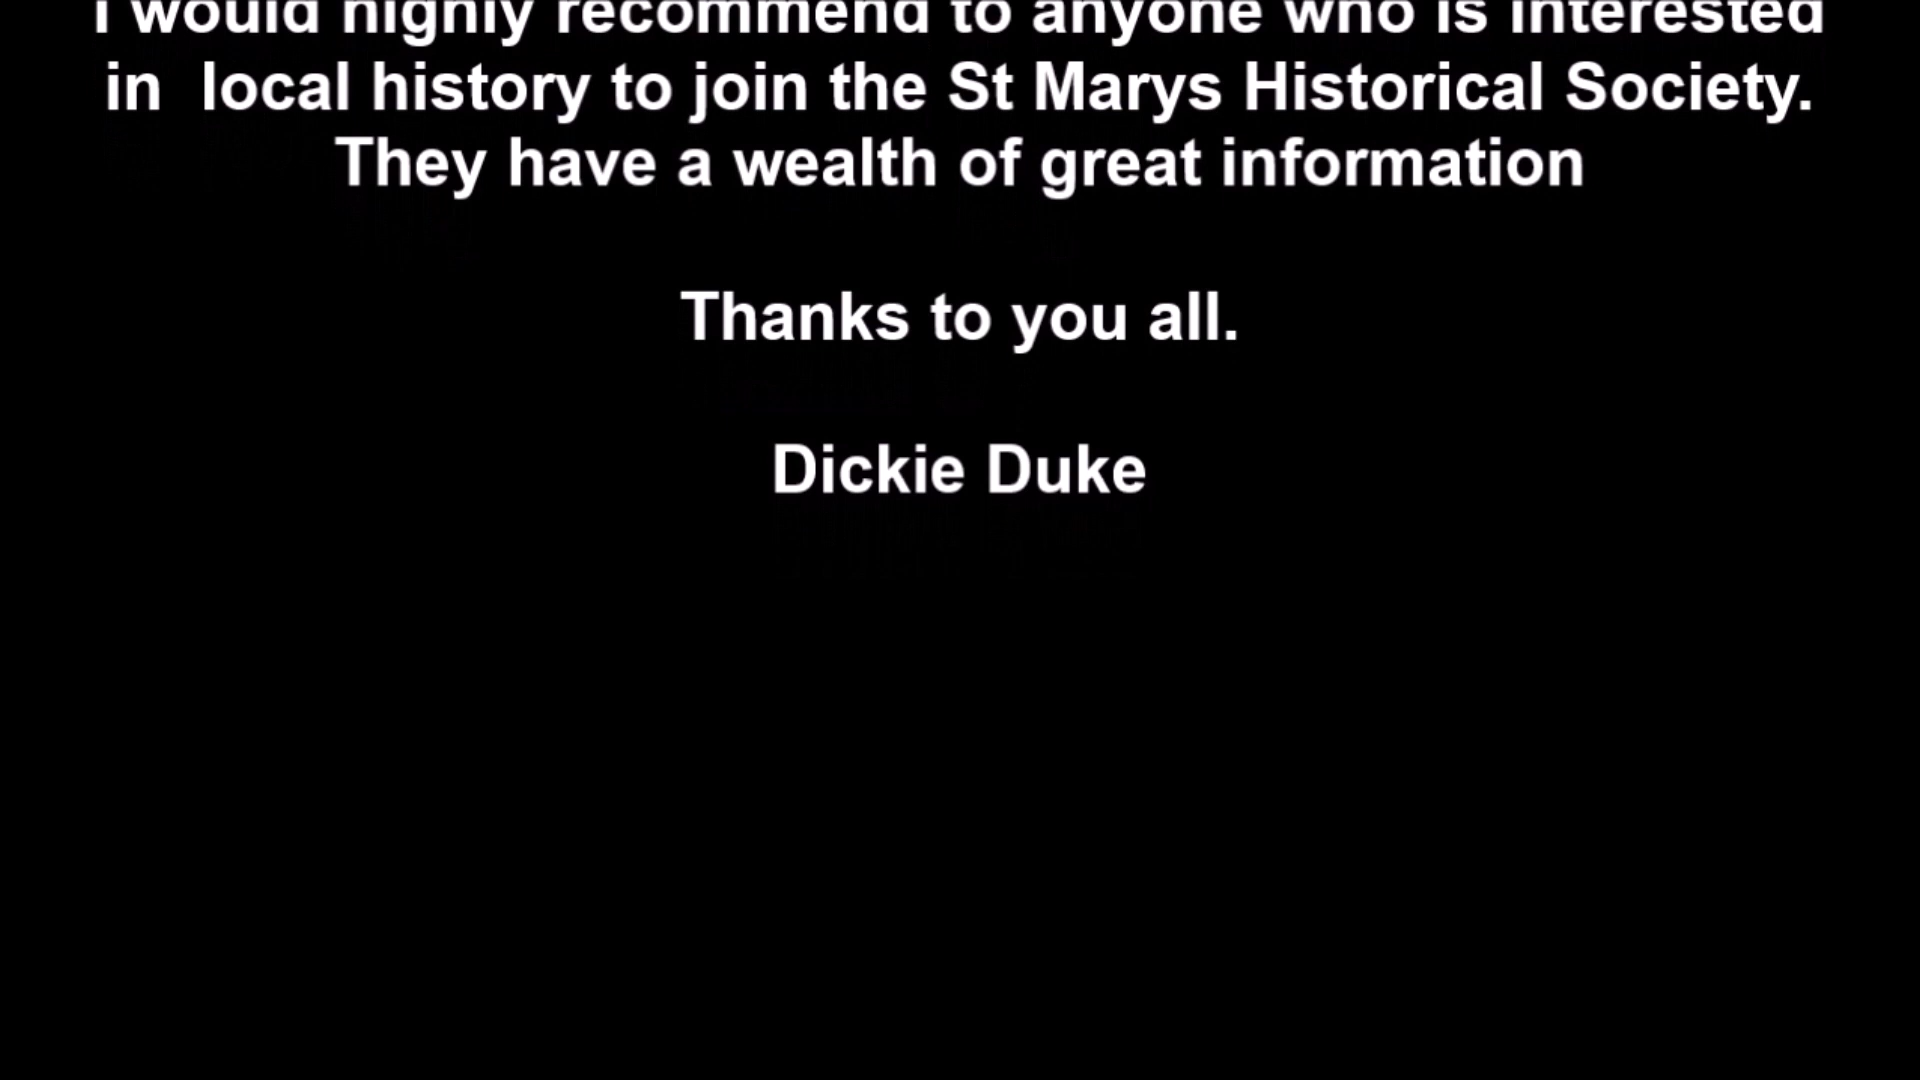 I would highly recommend to anyone who is interested
in  local history to join the St Marys Historical Society.
They have a wealth of great information
Thanks to you all.
Dickie Duke